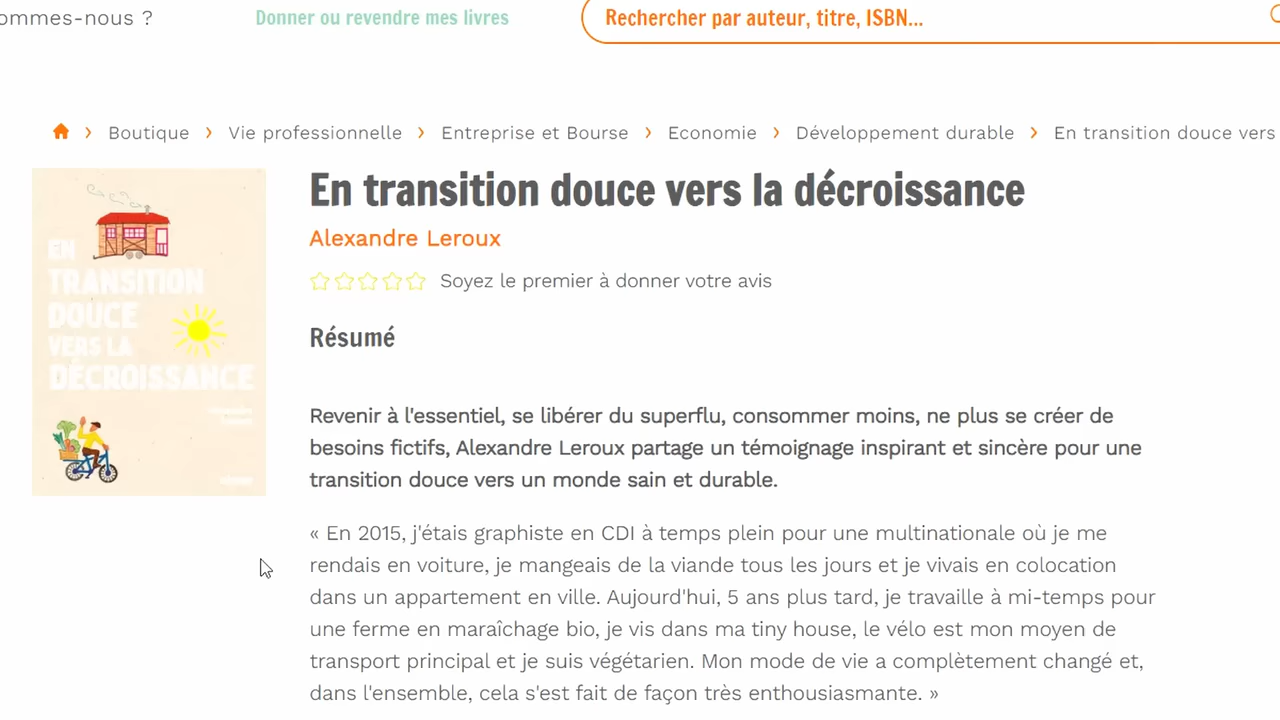 ommes-nous ?
Donner ou revendre mes livres
Rechercher par auteur, titre, ISBN...
Boutique › Vie professionnelle › Entreprise et Bourse › Economie › Développement durable › En transition douce vers
EN
TRANSITION
DOUCE
VERS LA
DÉCROISSANCE
En transition douce vers la décroissance
Alexandre Leroux
Soyez le premier à donner votre avis
Résumé
Revenir à l'essentiel, se libérer du superflu, consommer moins, ne plus se créer de
besoins fictifs, Alexandre Leroux partage un témoignage inspirant et sincère pour une
transition douce vers un monde sain et durable.
« En 2015, j'étais graphiste en CDI à temps plein pour une multinationale où je me
rendais en voiture, je mangeais de la viande tous les jours et je vivais en colocation
dans un appartement en ville. Aujourd'hui, 5 ans plus tard, je travaille à mi-temps pour
une ferme en maraîchage bio, je vis dans ma tiny house, le vélo est mon moyen de
transport principal et je suis végétarien. Mon mode de vie a complètement changé et,
dans l'ensemble, cela s'est fait de façon très enthousiasmante. »